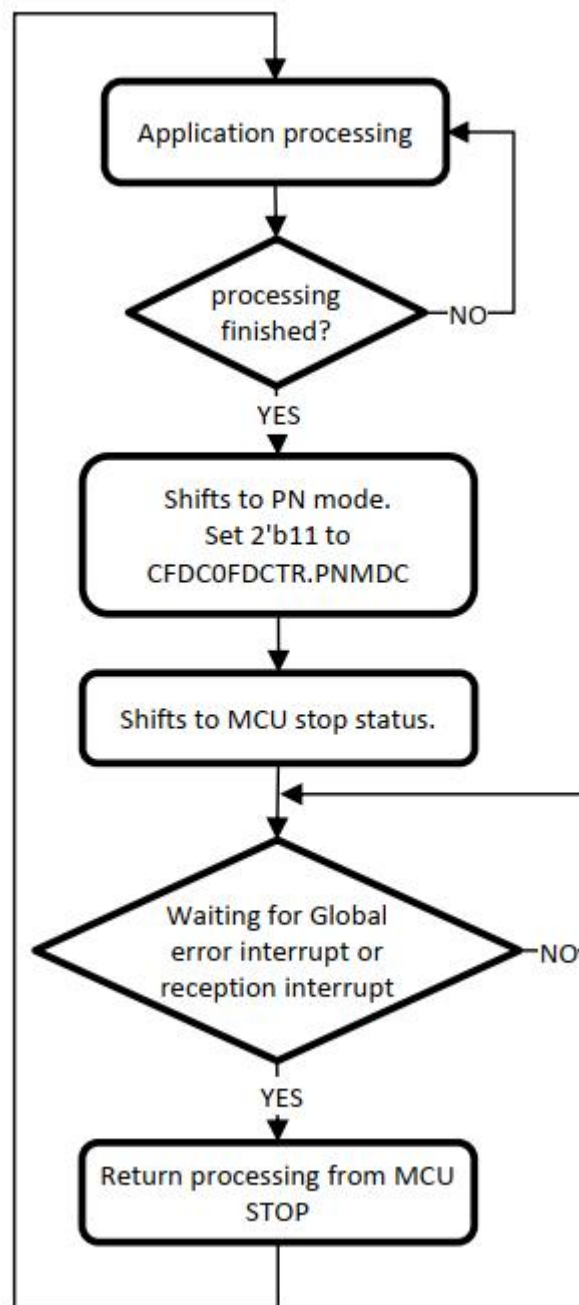 Application processing
processing
finished?
NO
YES
Shifts to PN mode.
Set 2'b11 to
CFDC0FDCTR.PNMDC
Shifts to MCU stop status.
Waiting for Global
error interrupt or
reception interrupt
NO
YES
Return processing from MCU
STOP